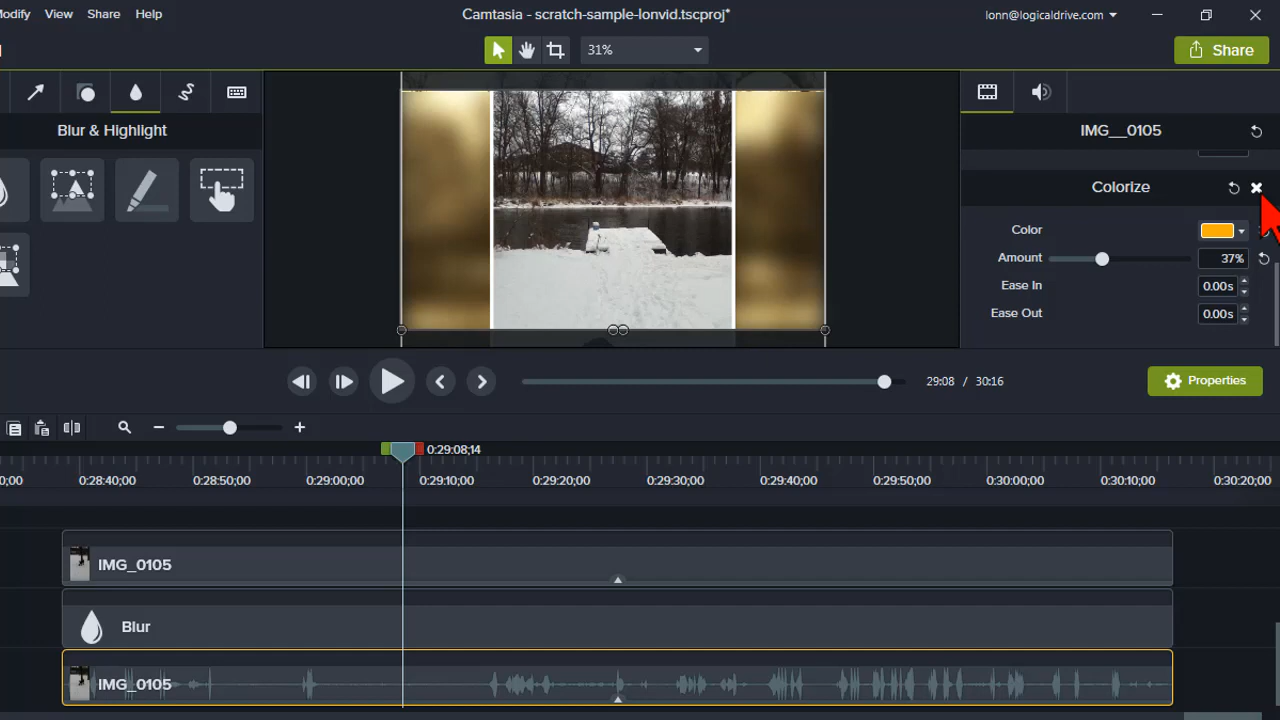 Modify View Share Help
Camtasia - scratch-sample-lonvid.tscproj*
lonn@logicaldrive.com
31%
Share
Blur & Highlight
IMG__0105
Colorize
Color
Amount 37%
Ease In 0.00s
Ease Out 0.00s
29:08 / 30:16
Properties
0:29:08;14
0:28:40;00 0:28:50;00 0:29:00;00 0:29:10;00 0:29:20;00 0:29:30;00 0:29:40;00 0:29:50;00 0:30:00;00 0:30:10;00 0:30:20;00
IMG_0105
Blur
IMG_0105